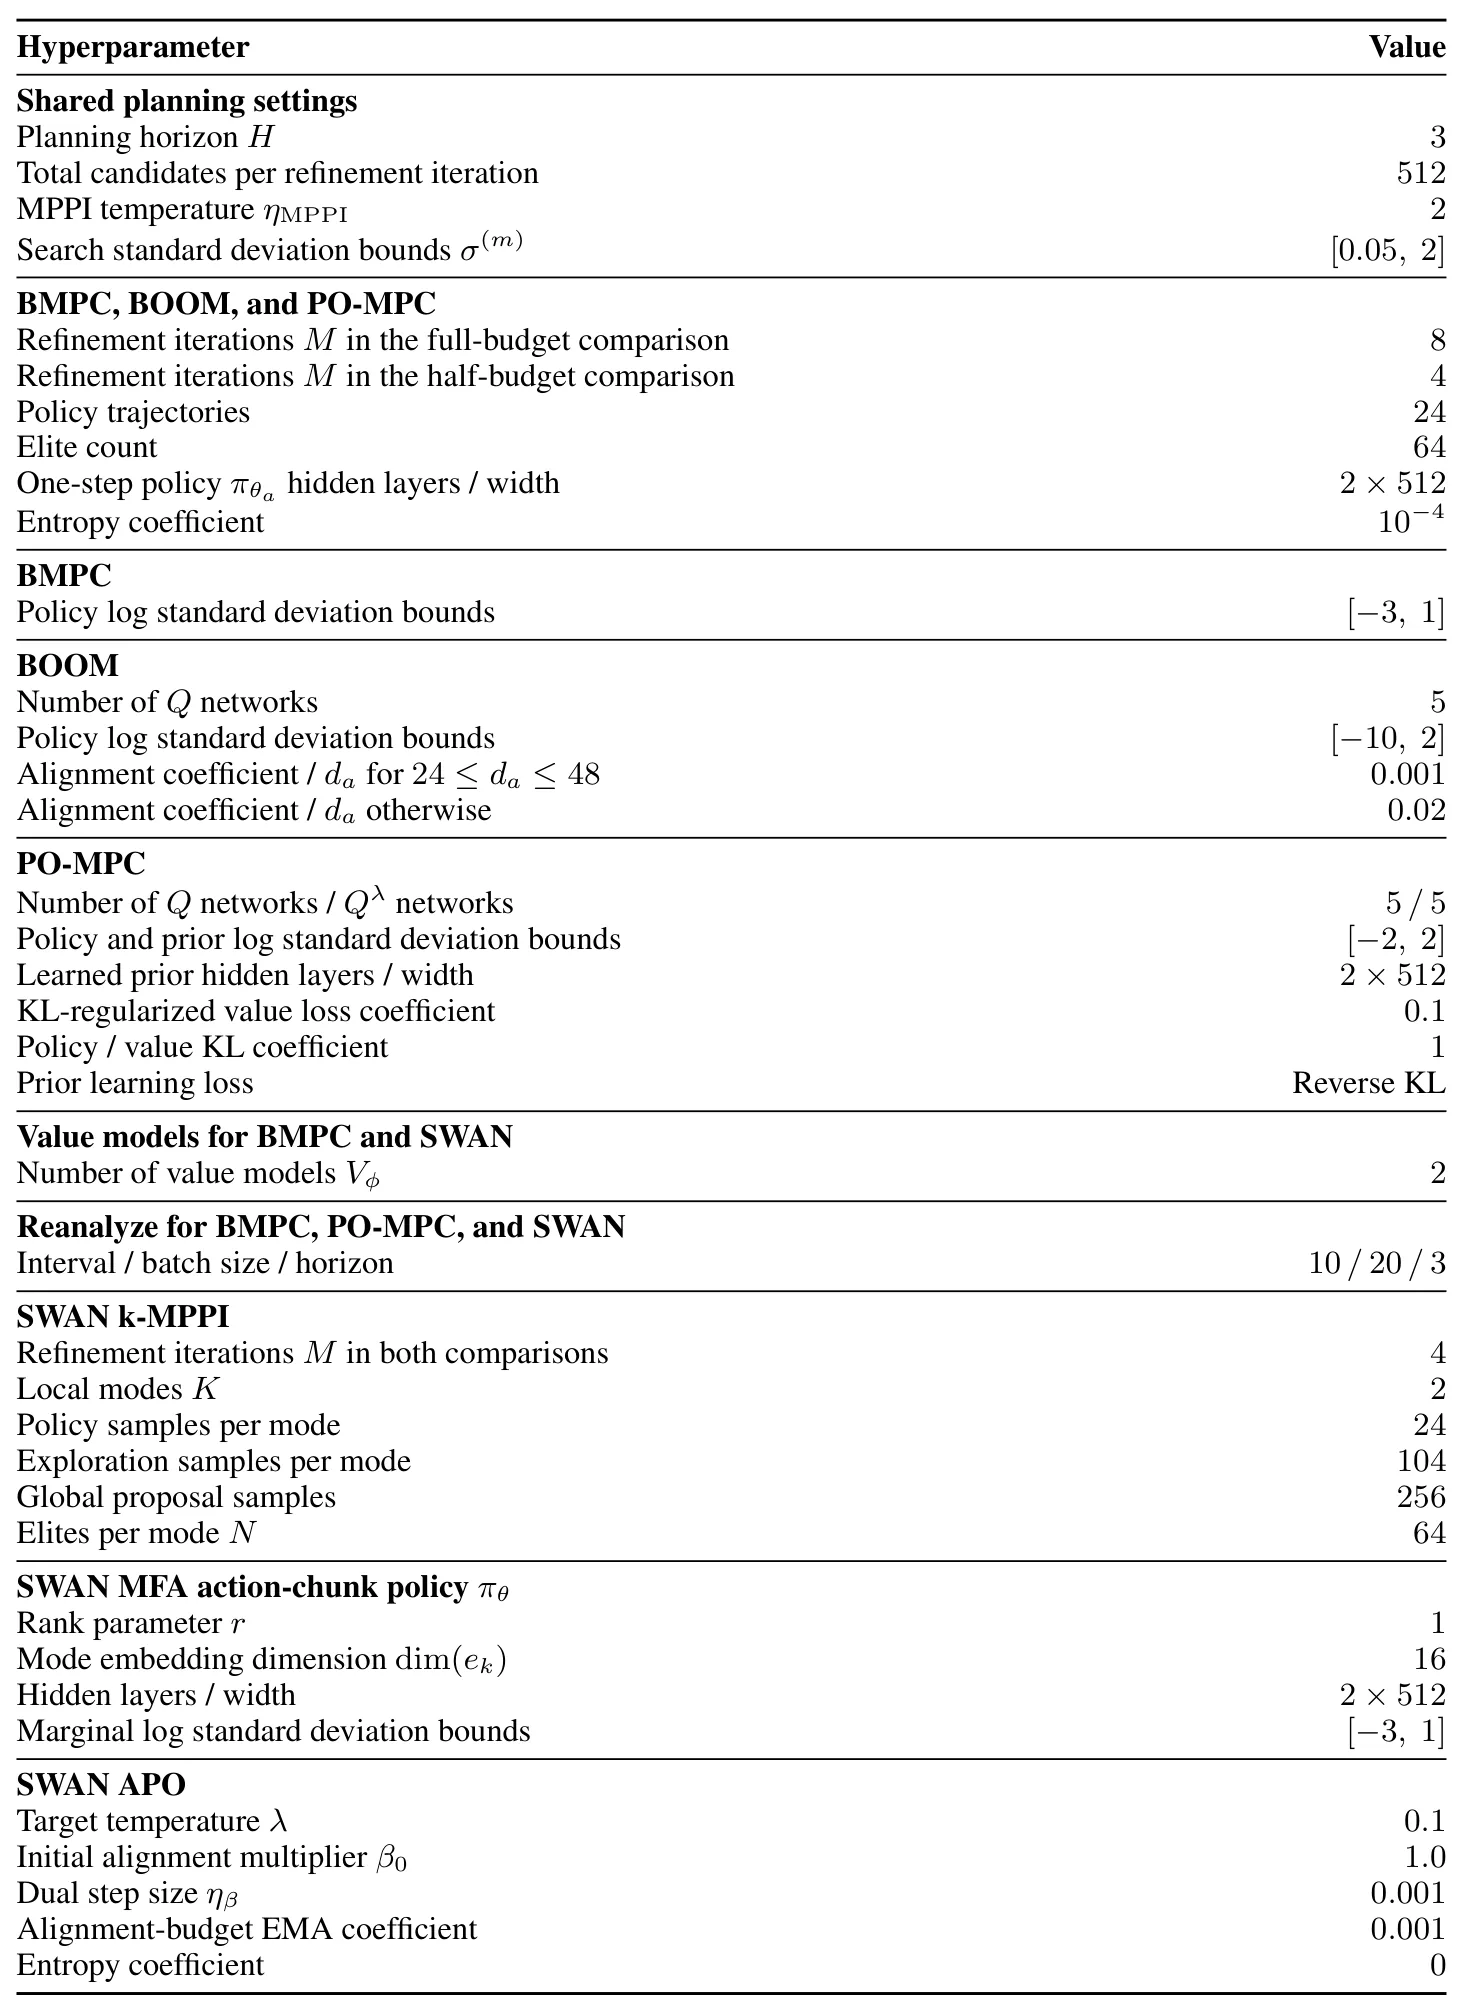 Hyperparameter Value
Shared planning settings
Planning horizon H 3
Total candidates per refinement iteration 512
MPPI temperature η_MPPI 2
Search standard deviation bounds σ^(m) [0.05, 2]
BMPC, BOOM, and PO-MPC
Refinement iterations M in the full-budget comparison 8
Refinement iterations M in the half-budget comparison 4
Policy trajectories 24
Elite count 64
One-step policy π_θ_a hidden layers / width 2 × 512
Entropy coefficient 10^−4
BMPC
Policy log standard deviation bounds [−3, 1]
BOOM
Number of Q networks 5
Policy log standard deviation bounds [−10, 2]
Alignment coefficient / d_a for 24 ≤ d_a ≤ 48 0.001
Alignment coefficient / d_a otherwise 0.02
PO-MPC
Number of Q networks / Q^λ networks 5 / 5
Policy and prior log standard deviation bounds [−2, 2]
Learned prior hidden layers / width 2 × 512
KL-regularized value loss coefficient 0.1
Policy / value KL coefficient 1
Prior learning loss Reverse KL
Value models for BMPC and SWAN
Number of value models V_ϕ 2
Reanalyze for BMPC, PO-MPC, and SWAN
Interval / batch size / horizon 10 / 20 / 3
SWAN k-MPPI
Refinement iterations M in both comparisons 4
Local modes K 2
Policy samples per mode 24
Exploration samples per mode 104
Global proposal samples 256
Elites per mode N 64
SWAN MFA action-chunk policy π_θ
Rank parameter r 1
Mode embedding dimension dim(e_k) 16
Hidden layers / width 2 × 512
Marginal log standard deviation bounds [−3, 1]
SWAN APO
Target temperature λ 0.1
Initial alignment multiplier β_0 1.0
Dual step size η_β 0.001
Alignment-budget EMA coefficient 0.001
Entropy coefficient 0